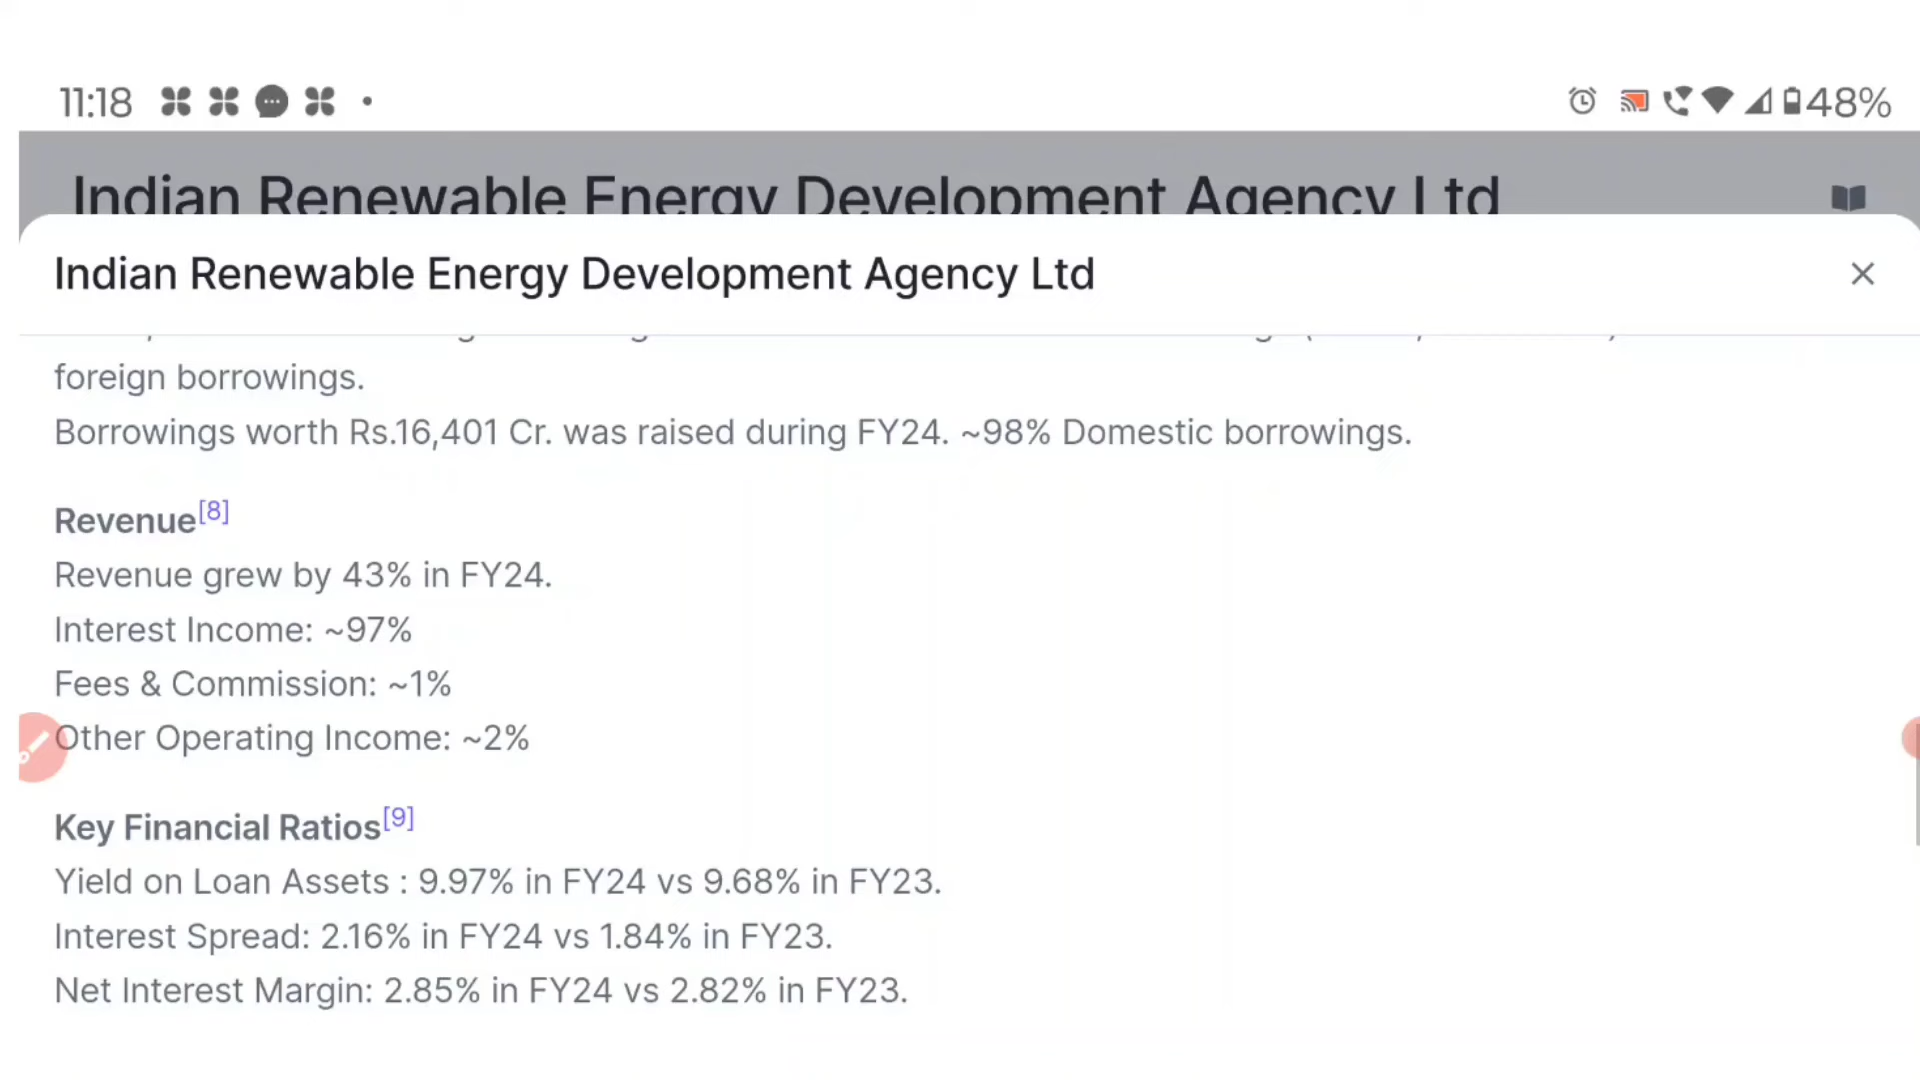 11:18
48%
Indian Renewable Energy Development Agency Ltd
Indian Renewable Energy Development Agency Ltd
foreign borrowings.
Borrowings worth Rs.16,401 Cr. was raised during FY24. ~98% Domestic borrowings.
Revenue[8]
Revenue grew by 43% in FY24.
Interest Income: ~97%
Fees & Commission: ~1%
Other Operating Income: ~2%
Key Financial Ratios[9]
Yield on Loan Assets : 9.97% in FY24 vs 9.68% in FY23.
Interest Spread: 2.16% in FY24 vs 1.84% in FY23.
Net Interest Margin: 2.85% in FY24 vs 2.82% in FY23.